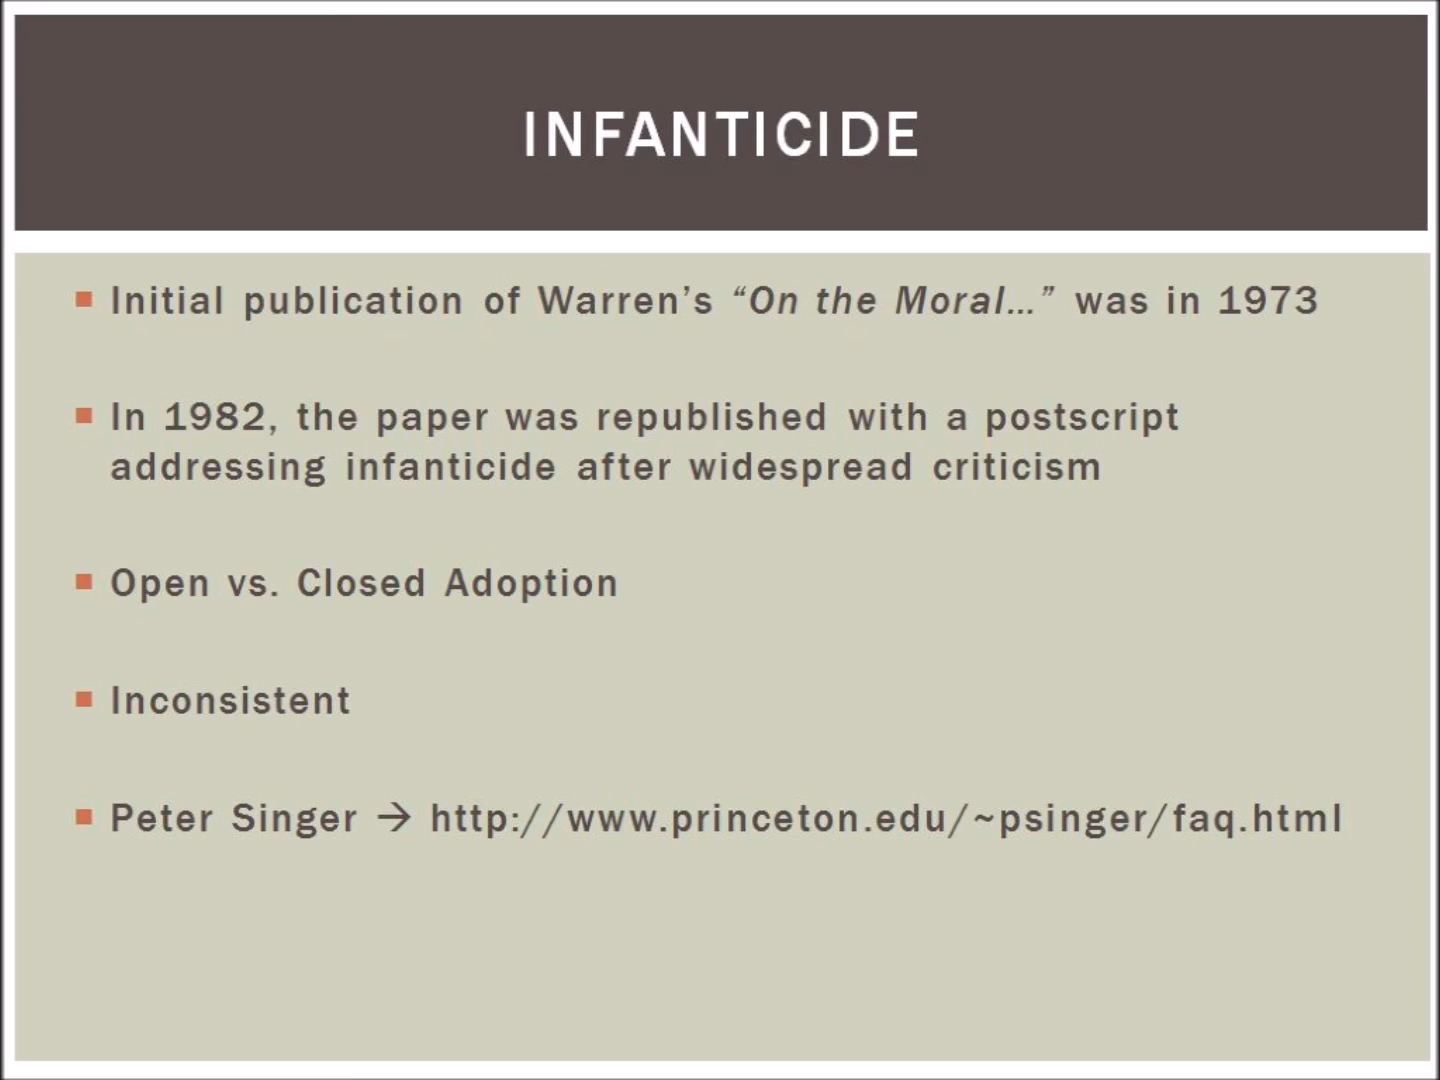 INFANTICIDE
Initial publication of Warren's “On the Moral…” was in 1973
In 1982, the paper was republished with a postscript
addressing infanticide after widespread criticism
Open vs. Closed Adoption
Inconsistent
Peter Singer → http://www.princeton.edu/~psinger/faq.html